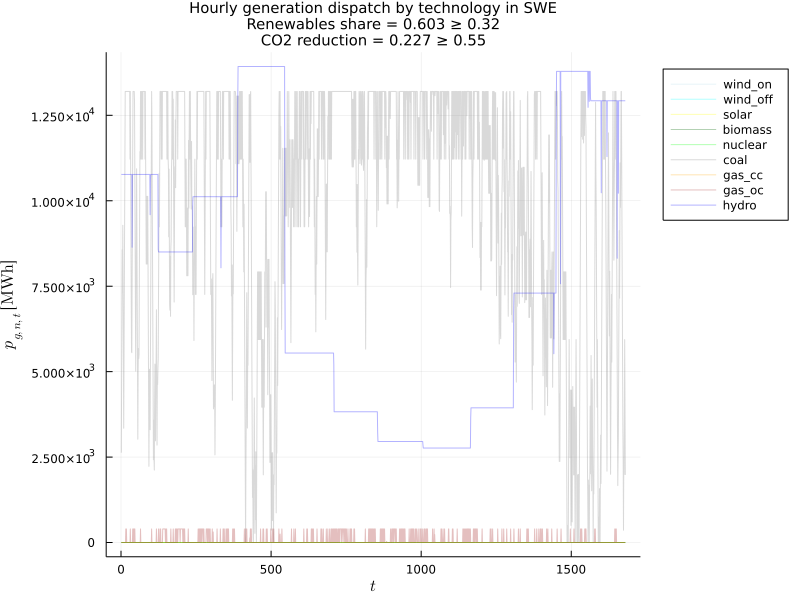 Hourly generation dispatch by technology in SWE
Renewables share = 0.603 ≥ 0.32
CO2 reduction = 0.227 ≥ 0.55
1.250×10⁴
1.000×10⁴
7.500×10³
5.000×10³
2.500×10³
0
p_{g,n,t} [MWh]
0 500 1000 1500
t
wind_on
wind_off
solar
biomass
nuclear
coal
gas_cc
gas_oc
hydro